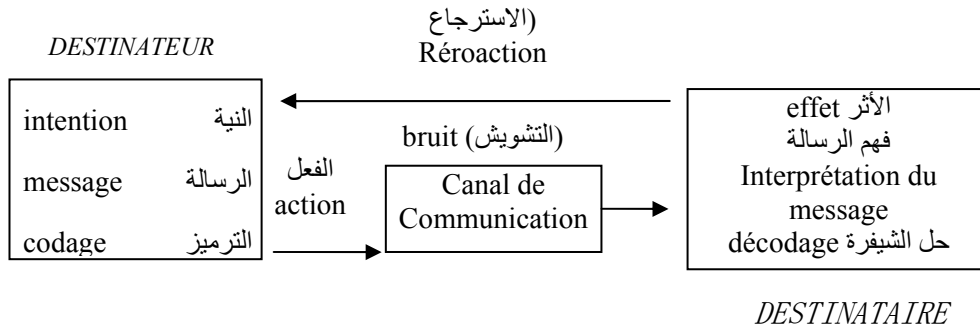 (الاسترجاع
Réroaction
DESTINATEUR
intention النية
message الرسالة
codage الترميز
الفعل
action
bruit (التشويش)
Canal de
Communication
effet الأثر
فهم الرسالة
Interprétation du
message
décodage حل الشيفرة
DESTINATAIRE